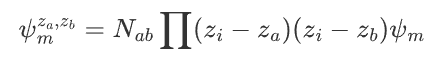 ψ_m^{z_a,z_b} = N_{ab} ∏(z_i − z_a)(z_i − z_b)ψ_m